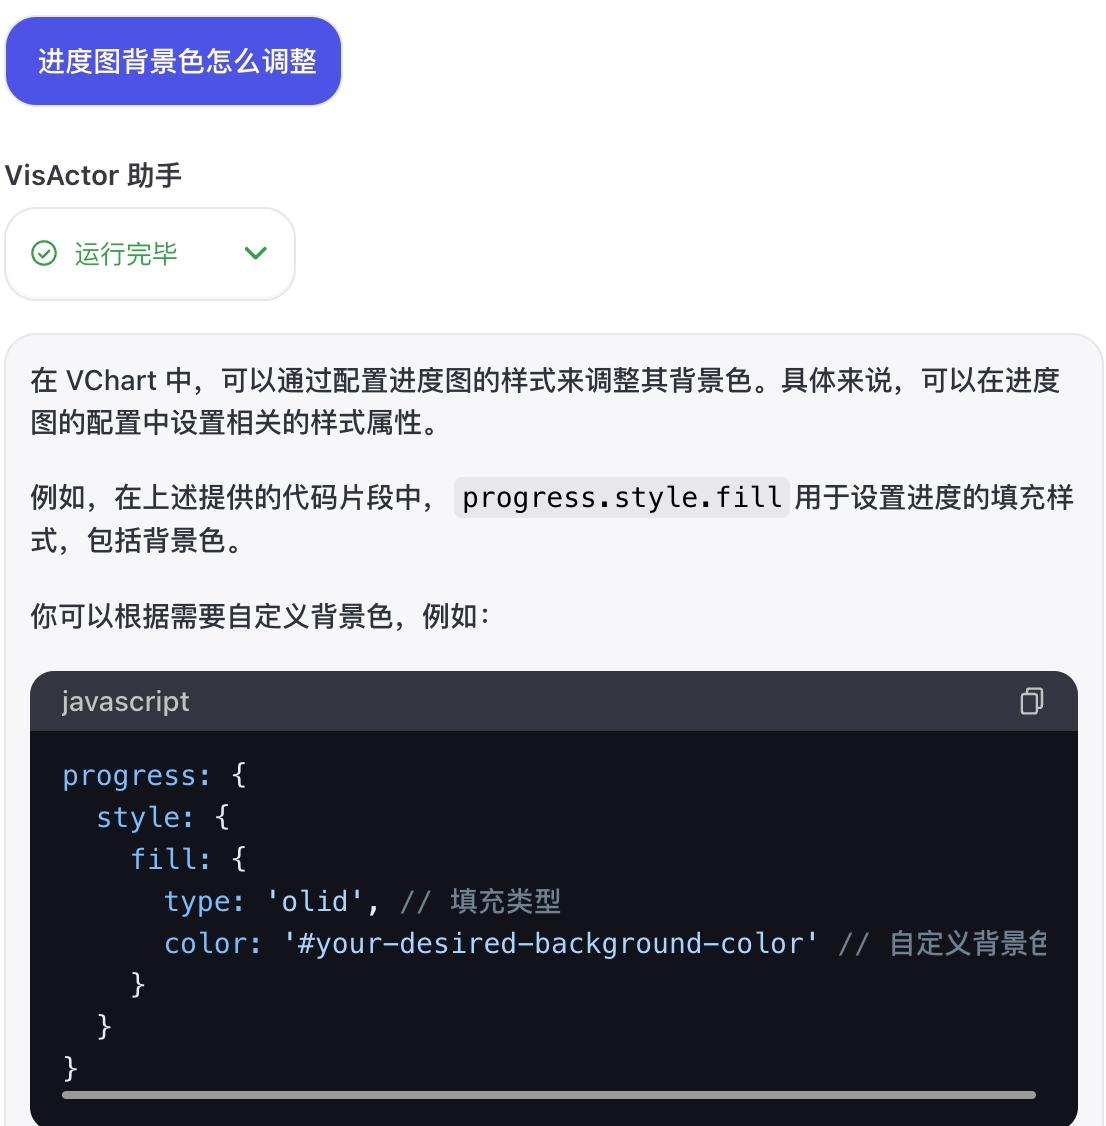 进度图背景色怎么调整
VisActor 助手
运行完毕
在 VChart 中，可以通过配置进度图的样式来调整其背景色。具体来说，可以在进度
图的配置中设置相关的样式属性。
例如，在上述提供的代码片段中， progress.style.fill 用于设置进度的填充样
式，包括背景色。
你可以根据需要自定义背景色，例如：
javascript
progress: {
  style: {
    fill: {
      type: 'olid', // 填充类型
      color: '#your-desired-background-color' // 自定义背景色
    }
  }
}